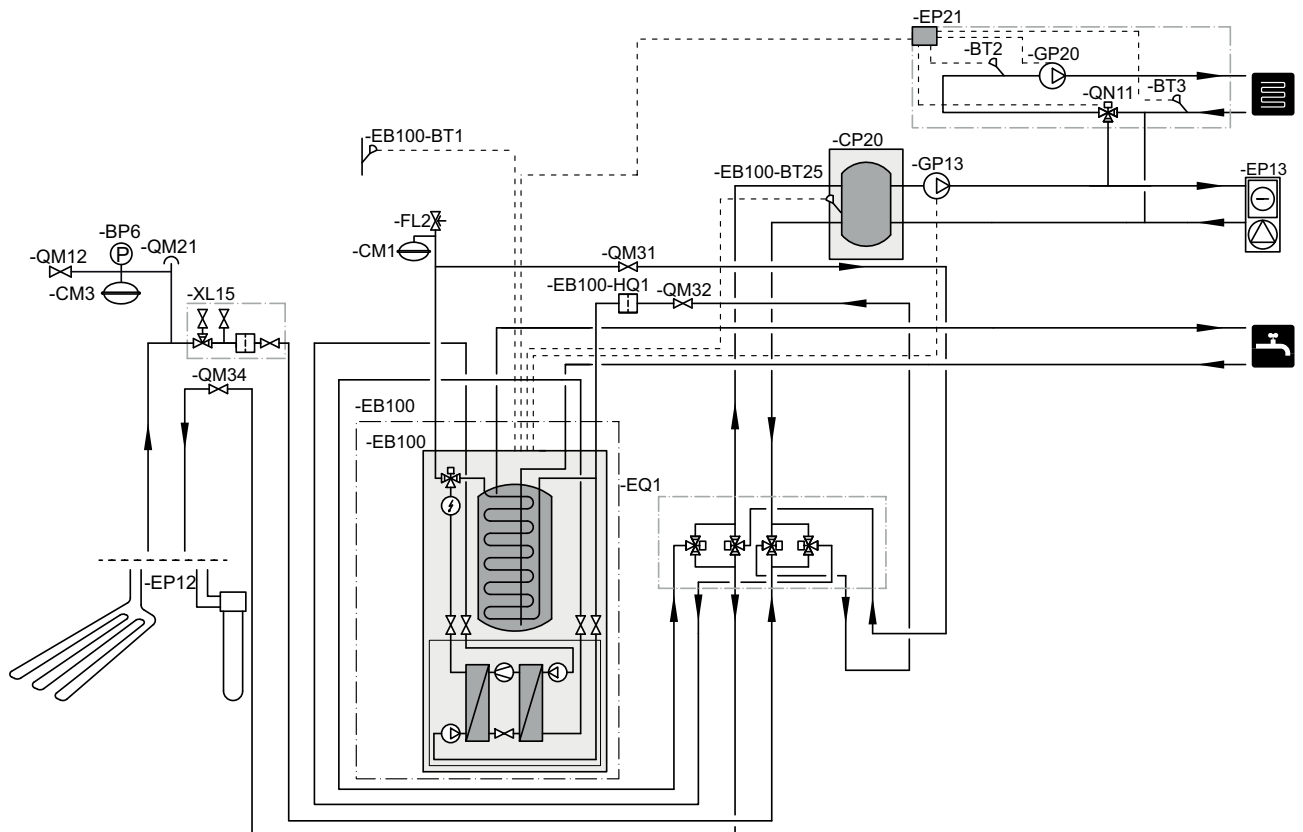 -EP21
-BT2
-GP20
-BT3
-QN11
-EB100-BT1
-CP20
-GP13
-EB100-BT25
-EP13
-FL2
-BP6
P
-QM21
-CM1
-QM12
-QM31
-CM3
-XL15
-EB100-HQ1
-QM32
-QM34
-EB100
-EB100
-EQ1
-EP12